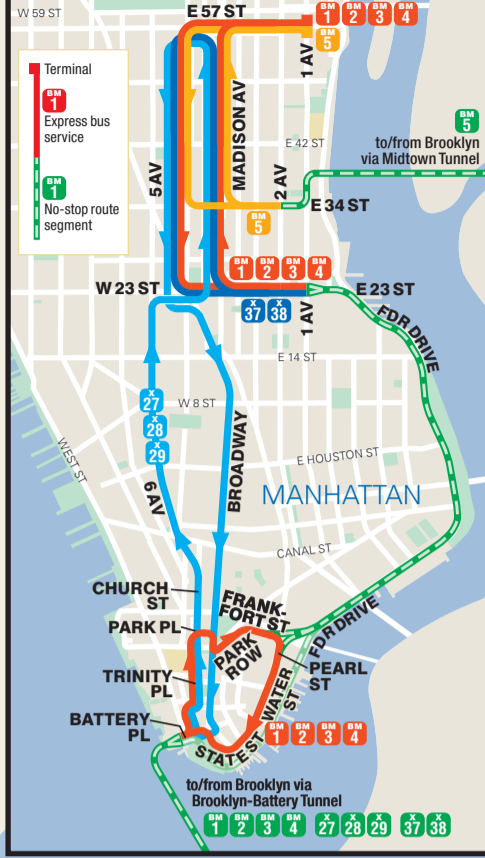 W 59 ST
E 57 ST
BM 1 BM 2 BM 3 BM 4
BM 5
1 AV
Terminal
BM 1
Express bus
service
BM 1
No-stop route
segment
5 AV
MADISON AV
2 AV
E 42 ST
BM 5
to/from Brooklyn
via Midtown Tunnel
E 34 ST
BM 5
BM 1 BM 2 BM 3 BM 4
W 23 ST
E 23 ST
X 37 X 38
1 AV
FDR DRIVE
E 14 ST
X 27
X 28
X 29
W 8 ST
WEST ST
6 AV
BROADWAY
E HOUSTON ST
MANHATTAN
CANAL ST
CHURCH
ST
FRANK-
FORT ST
PARK PL
PARK
ROW
FDR DRIVE
PEARL
ST
TRINITY
PL
WATER
ST
BATTERY
PL
STATE ST
BM 1 BM 2 BM 3 BM 4
to/from Brooklyn via
Brooklyn-Battery Tunnel
BM 1 BM 2 BM 3 BM 4 X 27 X 28 X 29 X 37 X 38